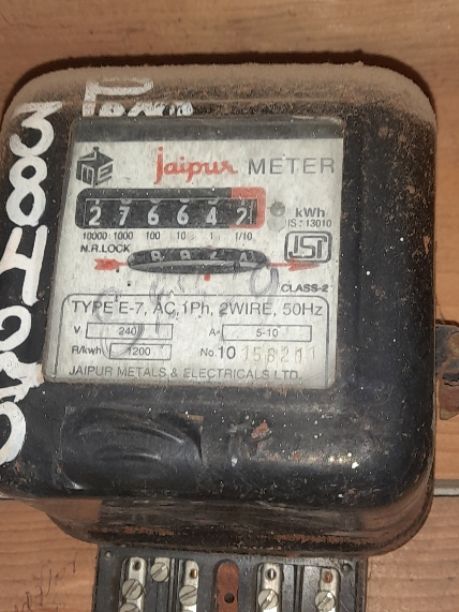 JME
jaipur METER
2 7 6 6 4 2
kWh
IS : 13010
10000 1000 100 10 1 1/10
N.R.LOCK
ISI
CLASS-2
TYPE E-7, AC,1Ph, 2WIRE, 50Hz
V 240 A- 5-10
R/kwh 1200 No. 10
JAIPUR METALS & ELECTRICALS LTD.